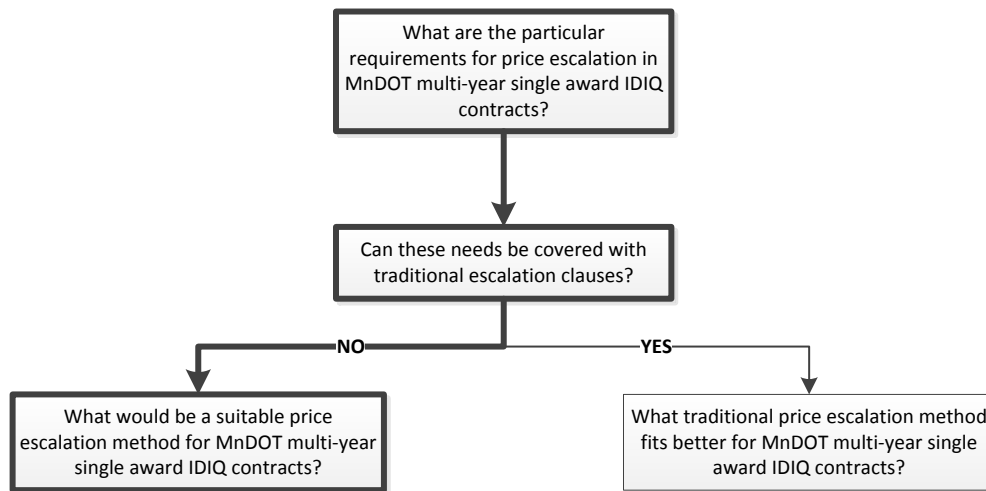 What are the particular
requirements for price escalation in
MnDOT multi-year single award IDIQ
contracts?
Can these needs be covered with
traditional escalation clauses?
NO
YES
What would be a suitable price
escalation method for MnDOT multi-year
single award IDIQ contracts?
What traditional price escalation method
fits better for MnDOT multi-year single
award IDIQ contracts?